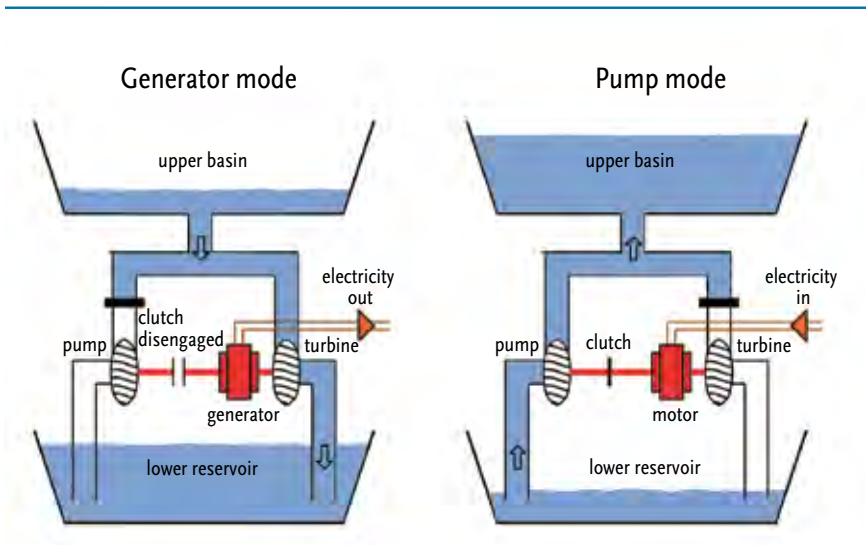 Generator mode
upper basin
electricity
out
clutch
disengaged
pump
turbine
generator
lower reservoir
Pump mode
upper basin
electricity
in
pump
clutch
turbine
motor
lower reservoir